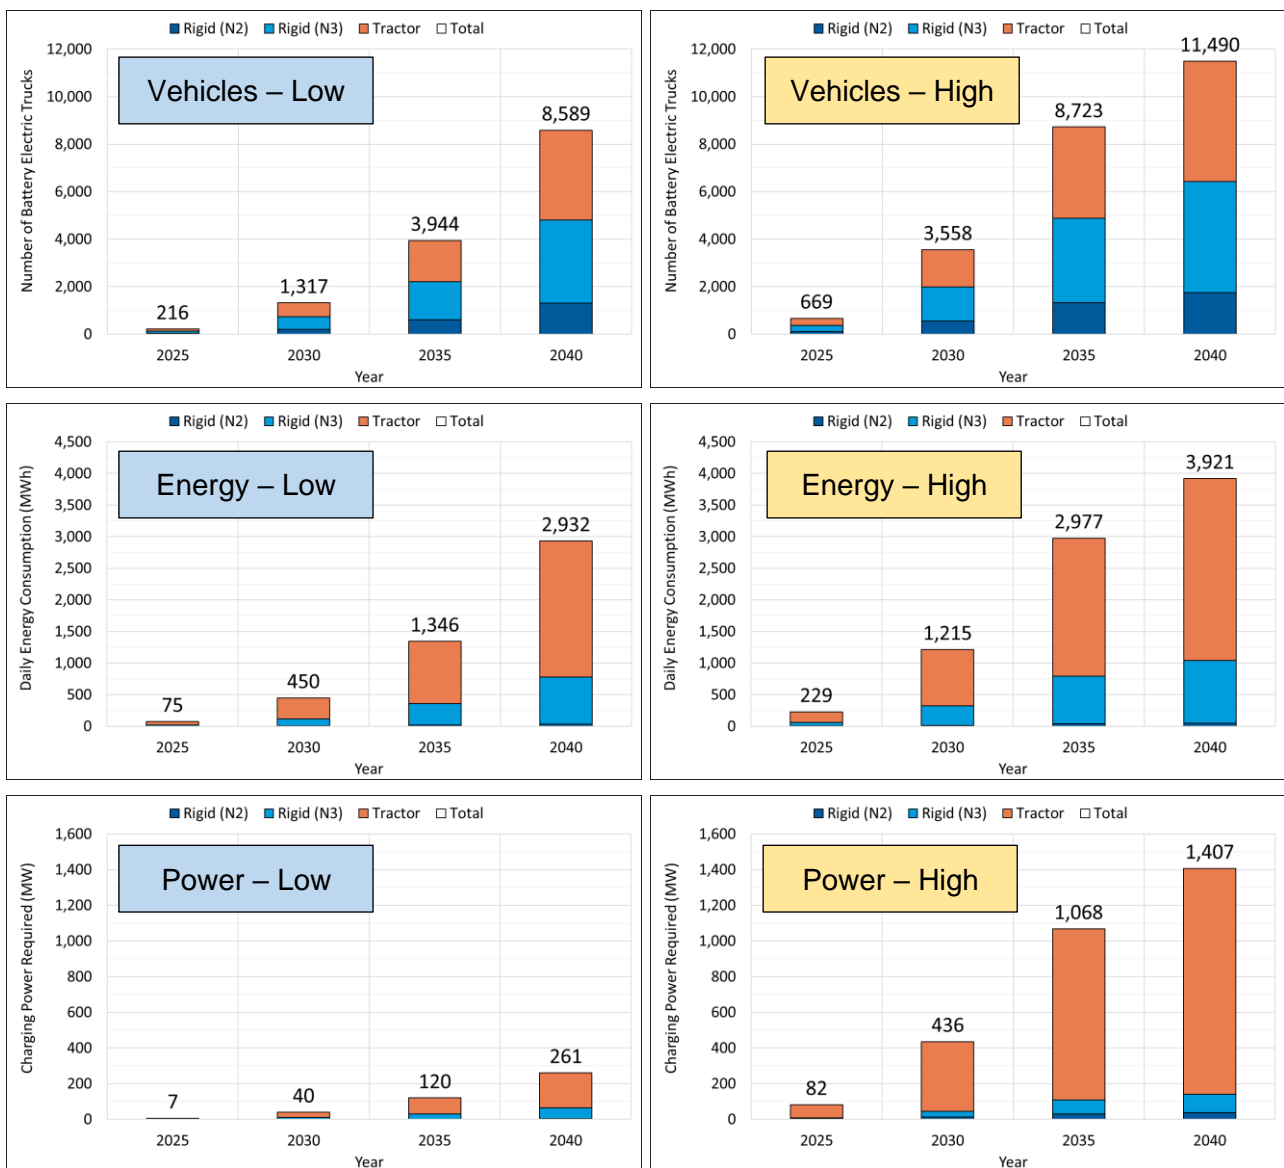 Rigid (N2) Rigid (N3) Tractor Total
Vehicles – Low
Number of Battery Electric Trucks
12,000
10,000
8,000
6,000
4,000
2,000
0
216
1,317
3,944
8,589
2025 2030 2035 2040
Year
Rigid (N2) Rigid (N3) Tractor Total
Vehicles – High
Number of Battery Electric Trucks
12,000
10,000
8,000
6,000
4,000
2,000
0
669
3,558
8,723
11,490
2025 2030 2035 2040
Year
Rigid (N2) Rigid (N3) Tractor Total
Energy – Low
Daily Energy Consumption (MWh)
4,500
4,000
3,500
3,000
2,500
2,000
1,500
1,000
500
0
75
450
1,346
2,932
2025 2030 2035 2040
Year
Rigid (N2) Rigid (N3) Tractor Total
Energy – High
Daily Energy Consumption (MWh)
4,500
4,000
3,500
3,000
2,500
2,000
1,500
1,000
500
0
229
1,215
2,977
3,921
2025 2030 2035 2040
Year
Rigid (N2) Rigid (N3) Tractor Total
Power – Low
Charging Power Required (MW)
1,600
1,400
1,200
1,000
800
600
400
200
0
7
40
120
261
2025 2030 2035 2040
Year
Rigid (N2) Rigid (N3) Tractor Total
Power – High
Charging Power Required (MW)
1,600
1,400
1,200
1,000
800
600
400
200
0
82
436
1,068
1,407
2025 2030 2035 2040
Year